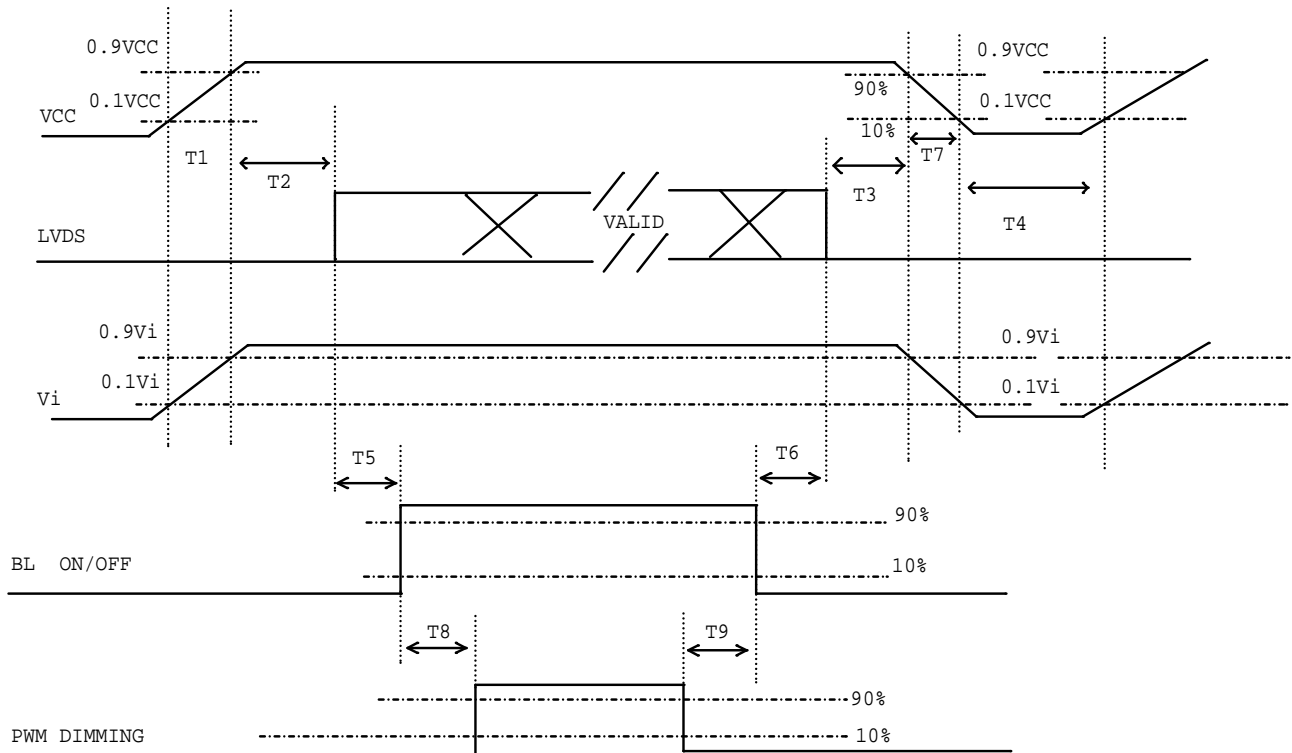 0.9VCC 0.9VCC
90%
0.1VCC 0.1VCC
VCC
10%
T1 T7
T2 T3
VALID T4
LVDS
0.9Vi 0.9Vi
0.1Vi 0.1Vi
Vi
T5 T6
90%
BL ON/OFF 10%
T8 T9
90%
PWM DIMMING 10%